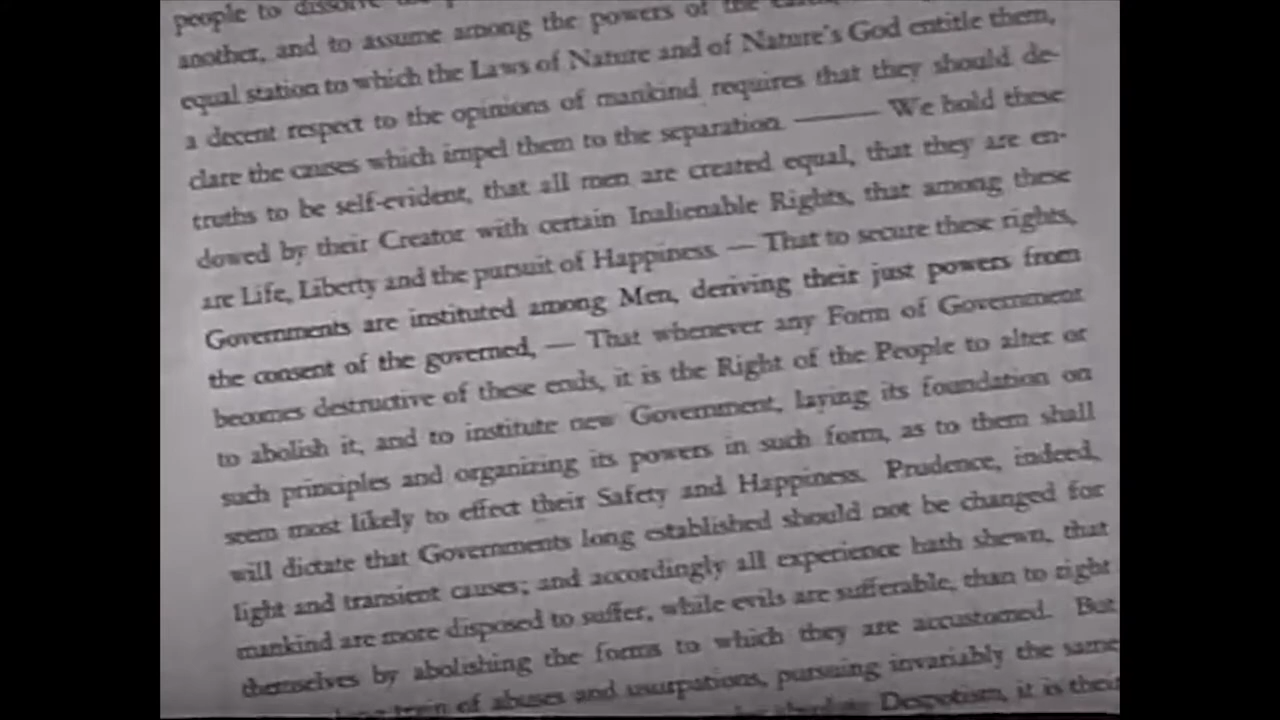 people to dissolve the
another, and to assume among the powers of the
equal station to which the Laws of Nature and of Nature's God entitle them,
a decent respect to the opinions of mankind requires that they should de-
clare the causes which impel them to the separation. —— We hold these
truths to be self-evident, that all men are created equal, that they are en-
dowed by their Creator with certain Inalienable Rights, that among these
are Life, Liberty and the pursuit of Happiness. — That to secure these rights,
Governments are instituted among Men, deriving their just powers from
the consent of the governed, — That whenever any Form of Government
becomes destructive of these ends, it is the Right of the People to alter or
to abolish it, and to institute new Government, laying its foundation on
such principles and organizing its powers in such form, as to them shall
seem most likely to effect their Safety and Happiness. Prudence, indeed,
will dictate that Governments long established should not be changed for
light and transient causes; and accordingly all experience hath shewn, that
mankind are more disposed to suffer, while evils are sufferable, than to right
themselves by abolishing the forms to which they are accustomed. But
train of abuses and usurpations, pursuing invariably the same
Despotism, it is their